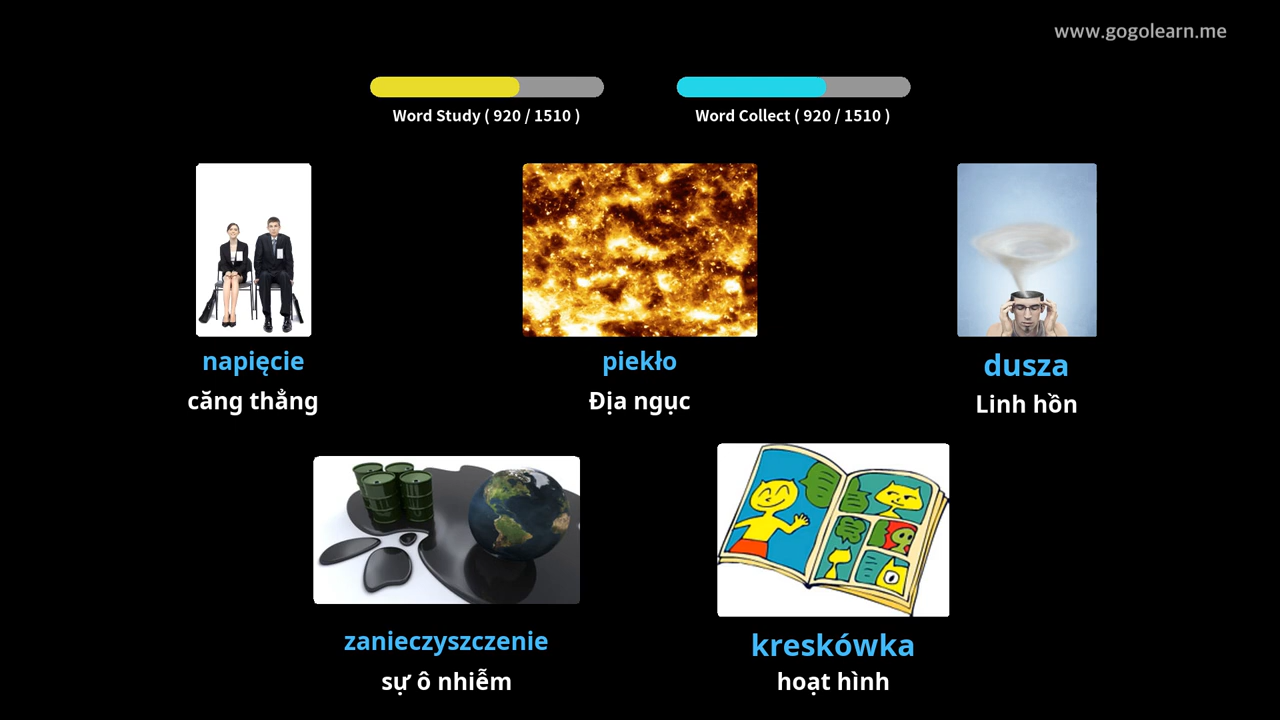 www.gogolearn.me
Word Study ( 920 / 1510 )
Word Collect ( 920 / 1510 )
napięcie
căng thẳng
piekło
Địa ngục
dusza
Linh hồn
zanieczyszczenie
sự ô nhiễm
kreskówka
hoạt hình